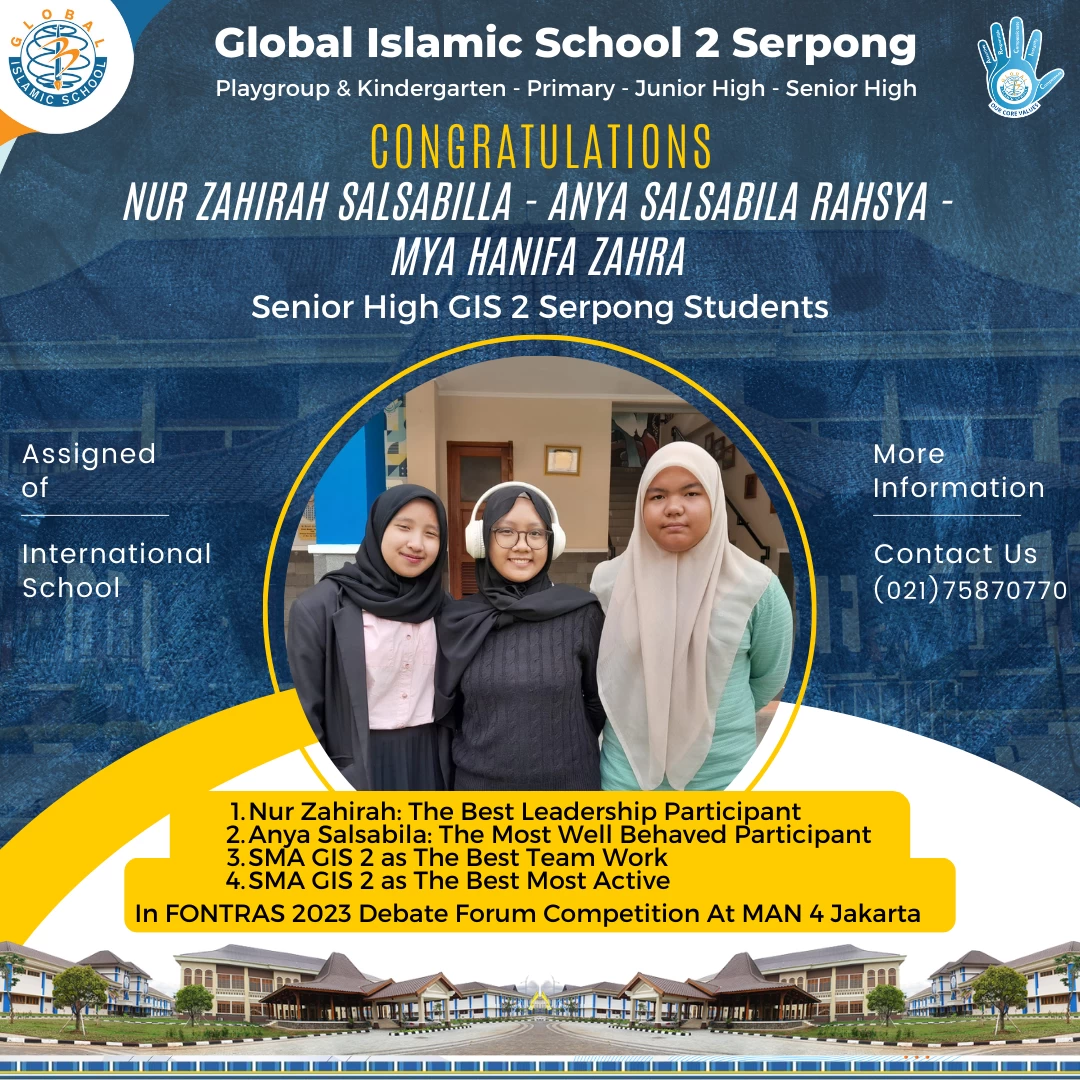 GLOBAL
ISLAMIC SCHOOL
Global Islamic School 2 Serpong
Playgroup & Kindergarten - Primary - Junior High - Senior High
OUR CORE VALUES
CONGRATULATIONS
NUR ZAHIRAH SALSABILLA - ANYA SALSABILA RAHSYA -
MYA HANIFA ZAHRA
Senior High GIS 2 Serpong Students
Assigned
of
International
School
More
Information
Contact Us
(021)75870770
1. Nur Zahirah: The Best Leadership Participant
2. Anya Salsabila: The Most Well Behaved Participant
3. SMA GIS 2 as The Best Team Work
4. SMA GIS 2 as The Best Most Active
In FONTRAS 2023 Debate Forum Competition At MAN 4 Jakarta